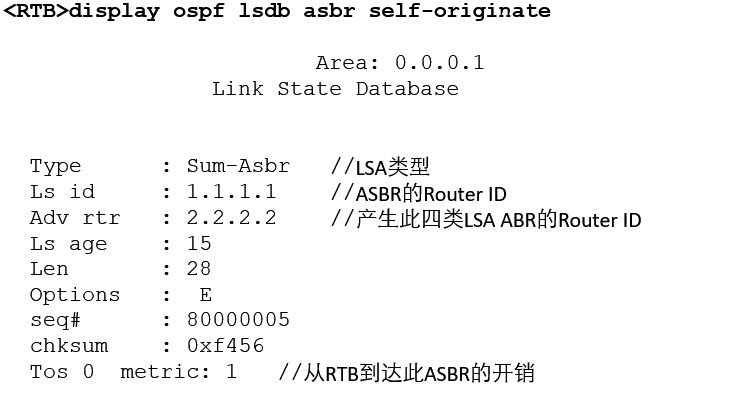 <RTB>display ospf lsdb asbr self-originate
Area: 0.0.0.1
Link State Database
Type : Sum-Asbr //LSA类型
Ls id : 1.1.1.1 //ASBR的Router ID
Adv rtr : 2.2.2.2 //产生此四类LSA ABR的Router ID
Ls age : 15
Len : 28
Options : E
seq# : 80000005
chksum : 0xf456
Tos 0 metric: 1 //从RTB到达此ASBR的开销